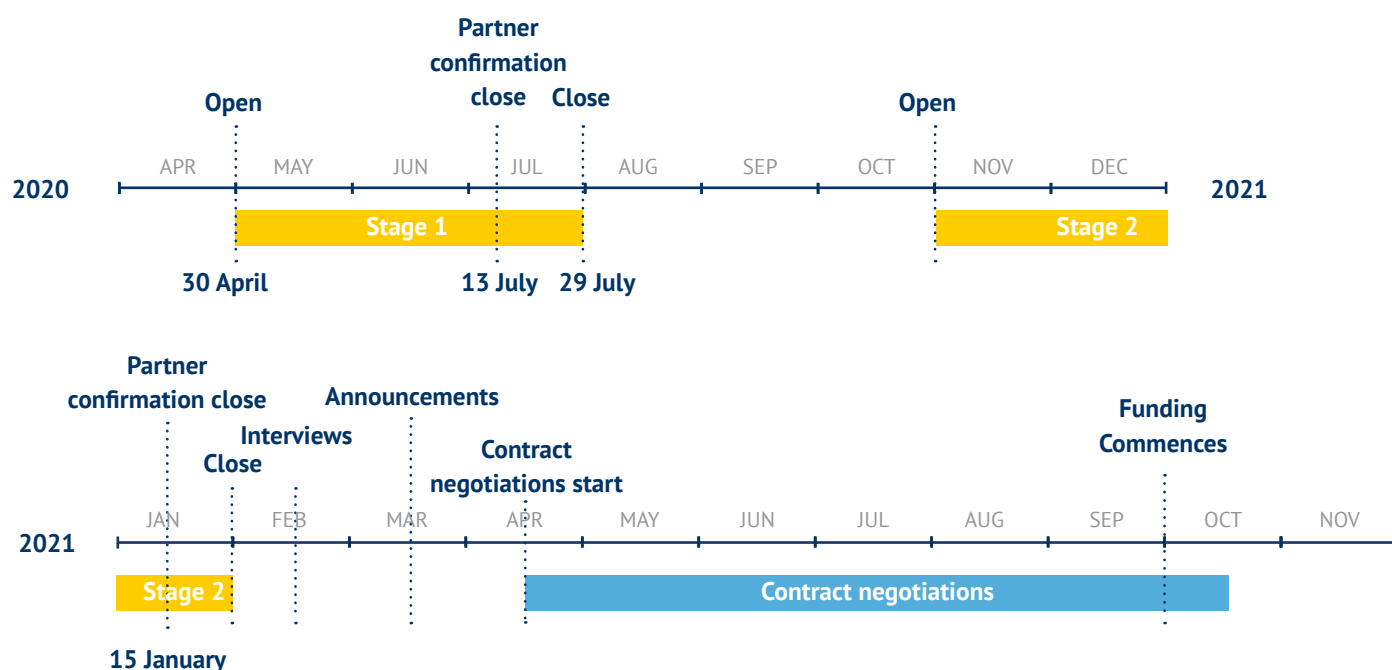 Partner
confirmation
close
Open
Close
Open
APR MAY JUN JUL AUG SEP OCT NOV DEC
2020
2021
Stage 1
Stage 2
30 April
13 July
29 July
Partner
confirmation close
Announcements
Interviews
Close
Contract
negotiations start
Funding
Commences
JAN FEB MAR APR MAY JUN JUL AUG SEP OCT NOV
2021
Stage 2
Contract negotiations
15 January